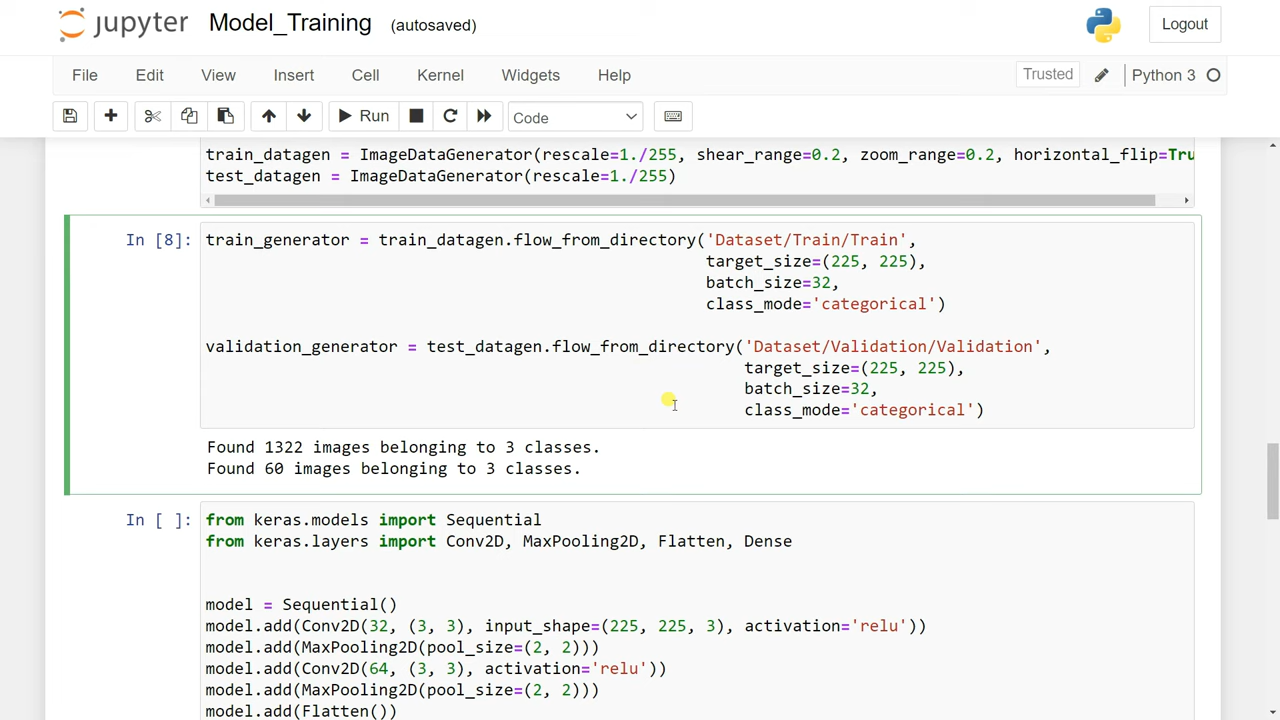 jupyter Model_Training (autosaved) Logout
File Edit View Insert Cell Kernel Widgets Help Trusted Python 3
Run Code
train_datagen = ImageDataGenerator(rescale=1./255, shear_range=0.2, zoom_range=0.2, horizontal_flip=Tru
test_datagen = ImageDataGenerator(rescale=1./255)
In [8]: train_generator = train_datagen.flow_from_directory('Dataset/Train/Train',
target_size=(225, 225),
batch_size=32,
class_mode='categorical')
validation_generator = test_datagen.flow_from_directory('Dataset/Validation/Validation',
target_size=(225, 225),
batch_size=32,
class_mode='categorical')
Found 1322 images belonging to 3 classes.
Found 60 images belonging to 3 classes.
In [ ]: from keras.models import Sequential
from keras.layers import Conv2D, MaxPooling2D, Flatten, Dense
model = Sequential()
model.add(Conv2D(32, (3, 3), input_shape=(225, 225, 3), activation='relu'))
model.add(MaxPooling2D(pool_size=(2, 2)))
model.add(Conv2D(64, (3, 3), activation='relu'))
model.add(MaxPooling2D(pool_size=(2, 2)))
model.add(Flatten())